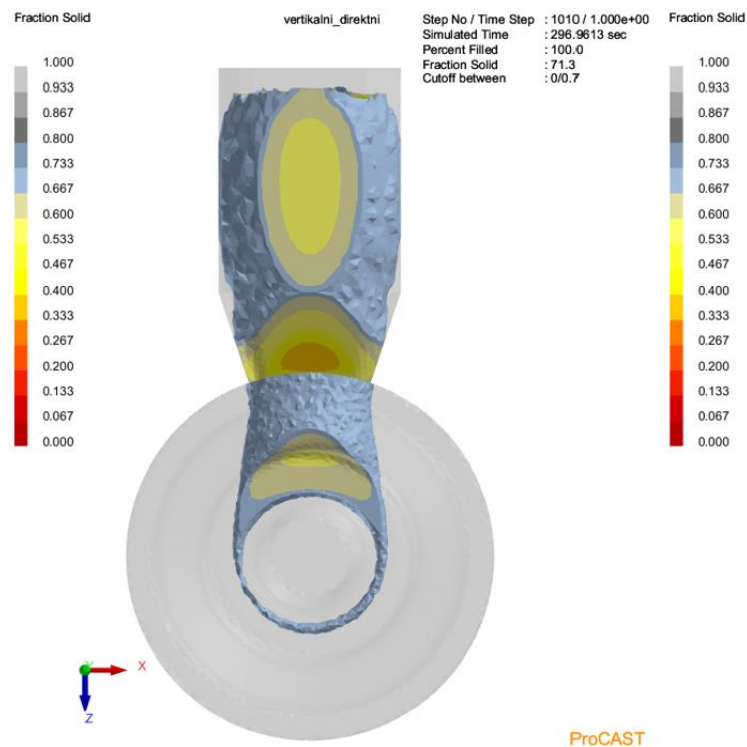 Fraction Solid
vertikalni_direktni
Step No / Time Step : 1010 / 1.000e+00
Simulated Time : 296.9613 sec
Percent Filled : 100.0
Fraction Solid : 71.3
Cutoff between : 0/0.7
Fraction Solid
1.000
0.933
0.867
0.800
0.733
0.667
0.600
0.533
0.467
0.400
0.333
0.267
0.200
0.133
0.067
0.000
1.000
0.933
0.867
0.800
0.733
0.667
0.600
0.533
0.467
0.400
0.333
0.267
0.200
0.133
0.067
0.000
Y
X
Z
ProCAST